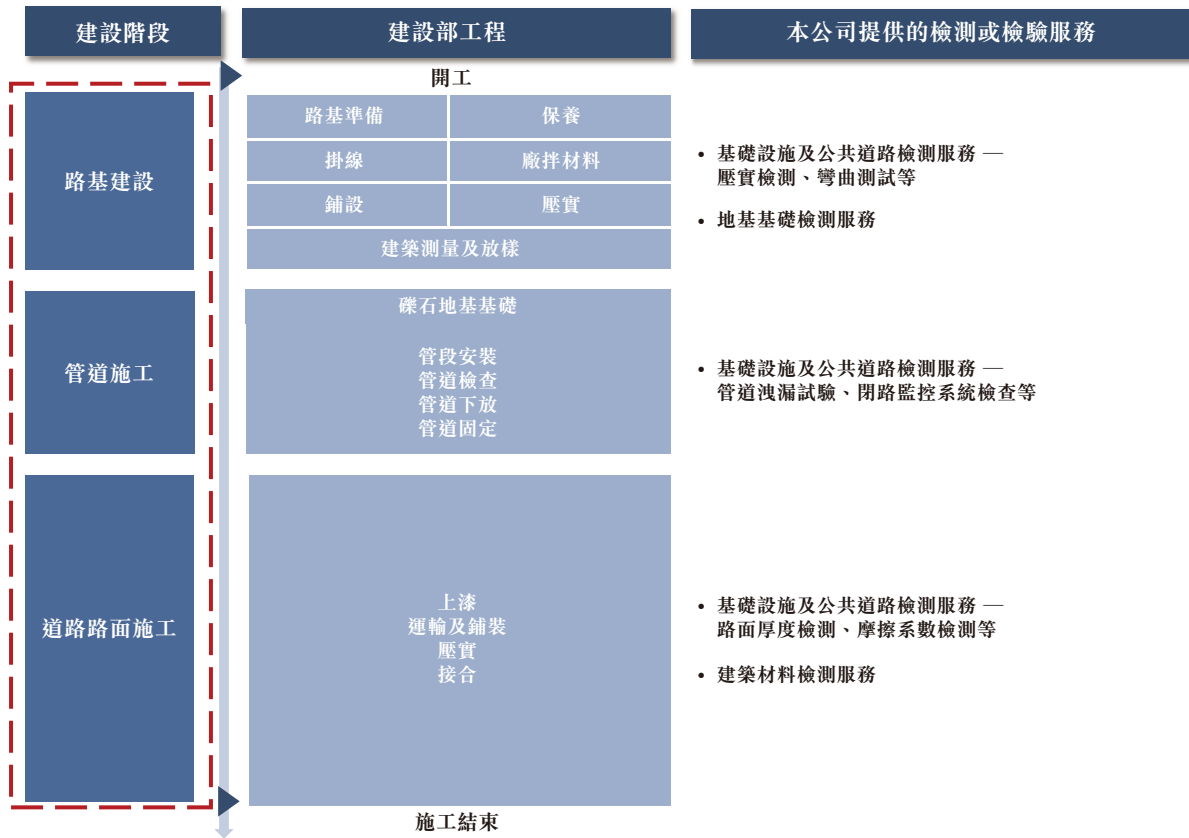 建設階段
建設部工程
本公司提供的檢測或檢驗服務
開工
路基建設
路基準備
保養
掛線
廠拌材料
鋪設
壓實
建築測量及放樣
• 基礎設施及公共道路檢測服務 —
壓實檢測、彎曲測試等
• 地基基礎檢測服務
管道施工
礫石地基基礎
管段安裝
管道檢查
管道下放
管道固定
• 基礎設施及公共道路檢測服務 —
管道洩漏試驗、閉路監控系統檢查等
道路路面施工
上漆
運輸及鋪裝
壓實
接合
• 基礎設施及公共道路檢測服務 —
路面厚度檢測、摩擦系數檢測等
• 建築材料檢測服務
施工結束